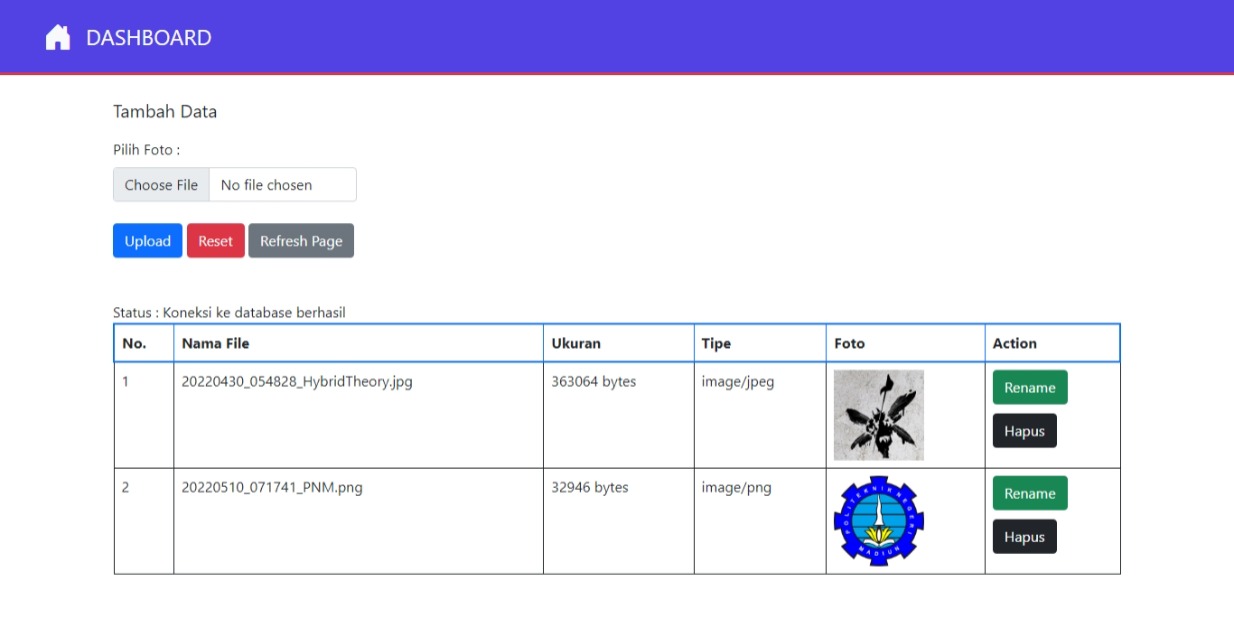 DASHBOARD
Tambah Data
Pilih Foto :
Choose File No file chosen
Upload Reset Refresh Page
Status : Koneksi ke database berhasil
No. Nama File Ukuran Tipe Foto Action
1 20220430_054828_HybridTheory.jpg 363064 bytes image/jpeg Rename
Hapus
2 20220510_071741_PNM.png 32946 bytes image/png Rename
POLITEKNIK NEGERI
MADIUN
Hapus